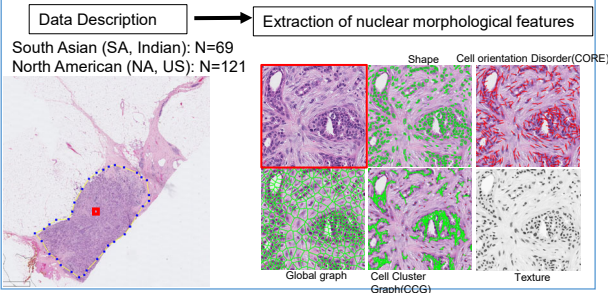 Data Description
Extraction of nuclear morphological features
South Asian (SA, Indian): N=69
North American (NA, US): N=121
Shape
Cell orientation Disorder(CORE)
Global graph
Cell Cluster
Graph(CCG)
Texture